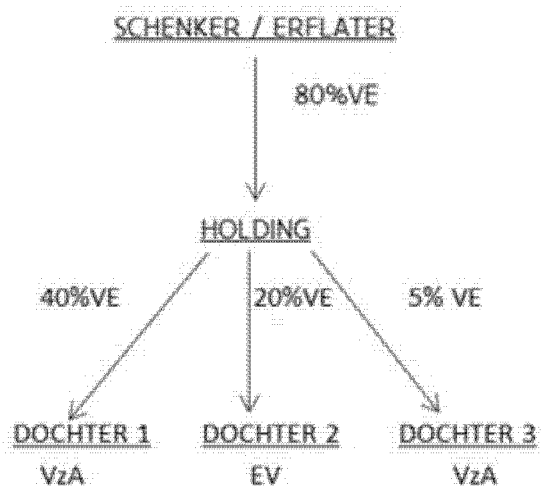 SCHENKER / ERFLATER
80%VE
HOLDING
40%VE 20%VE 5% VE
DOCHTER 1 DOCHTER 2 DOCHTER 3
VzA EV VzA